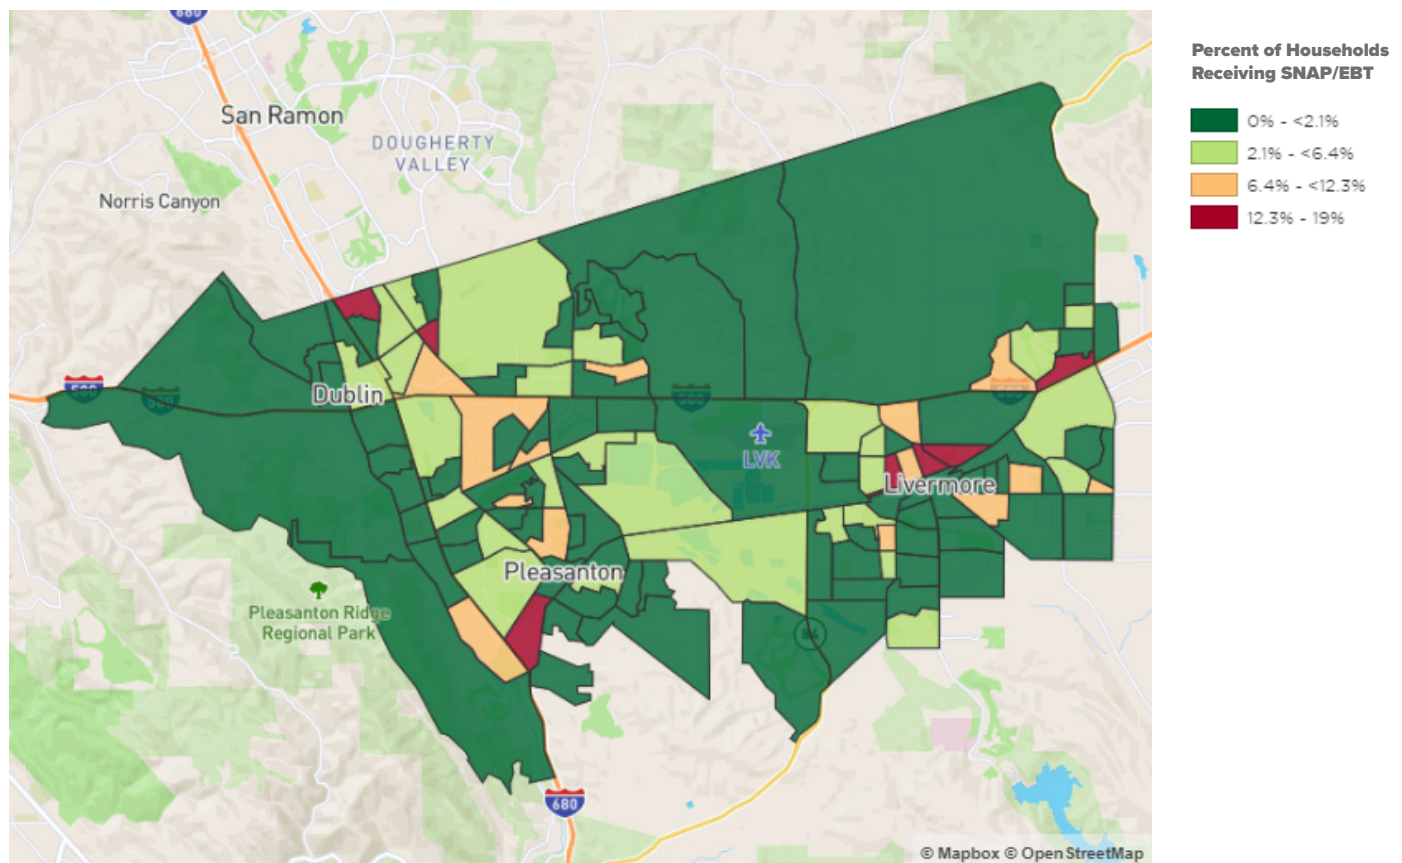 680
San Ramon
DOUGHERTY
VALLEY
Norris Canyon
580
580
Dublin
580
580
LVK
Livermore
Pleasanton
Pleasanton Ridge
Regional Park
84
680
© Mapbox © OpenStreetMap
Percent of Households
Receiving SNAP/EBT
0% - <2.1%
2.1% - <6.4%
6.4% - <12.3%
12.3% - 19%